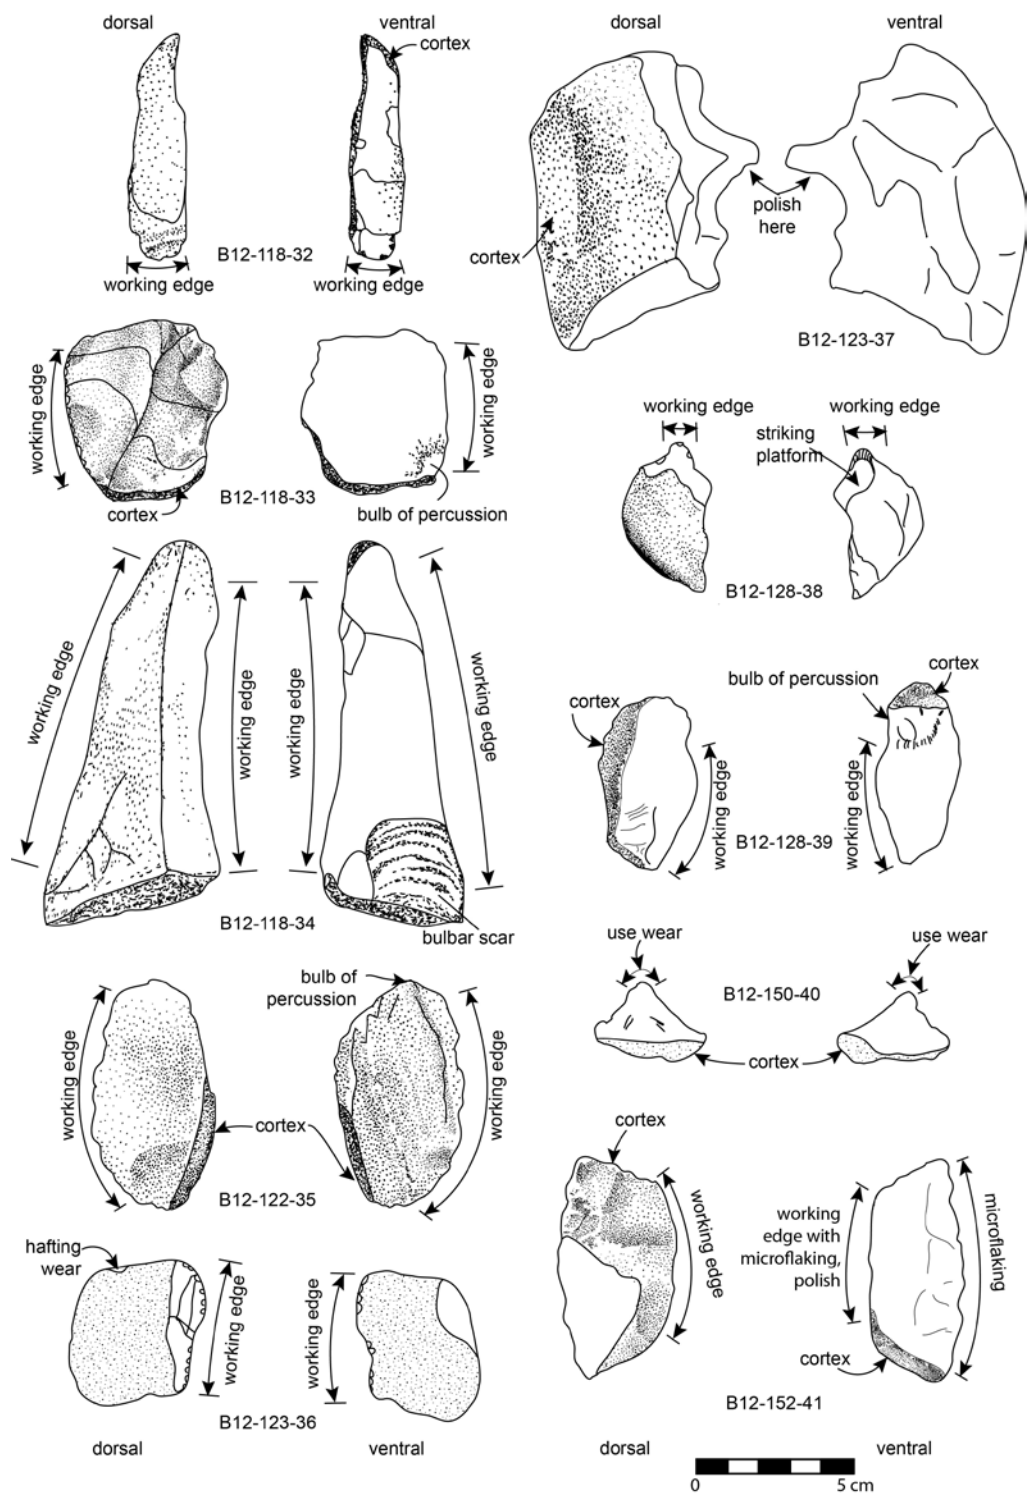 dorsal
ventral
cortex
B12-118-32
working edge
working edge
working edge
working edge
B12-118-33
cortex
bulb of percussion
working edge
working edge
working edge
working edge
B12-118-34
bulbar scar
bulb of
percussion
working edge
working edge
cortex
B12-122-35
hafting
wear
working edge
working edge
B12-123-36
dorsal
ventral
dorsal
ventral
polish
here
cortex
B12-123-37
working edge
working edge
striking
platform
B12-128-38
cortex
bulb of percussion
cortex
working edge
working edge
B12-128-39
use wear
use wear
B12-150-40
cortex
cortex
working edge
working
edge with
microflaking,
polish
microflaking
cortex
B12-152-41
dorsal
ventral
0
5 cm